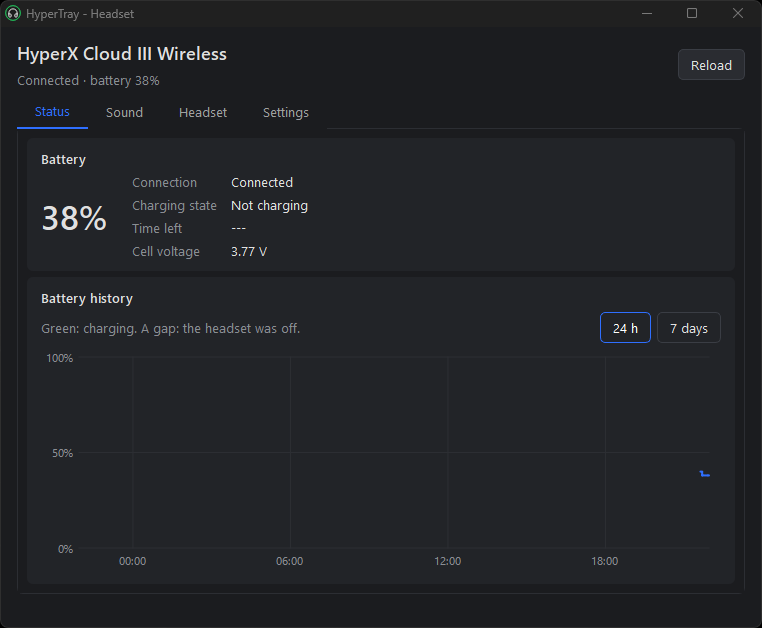 HyperTray - Headset
HyperX Cloud III Wireless
Connected · battery 38%
Reload
Status Sound Headset Settings
Battery
38%
Connection Connected
Charging state Not charging
Time left ---
Cell voltage 3.77 V
Battery history
Green: charging. A gap: the headset was off.
24 h 7 days
100%
50%
0%
00:00 06:00 12:00 18:00